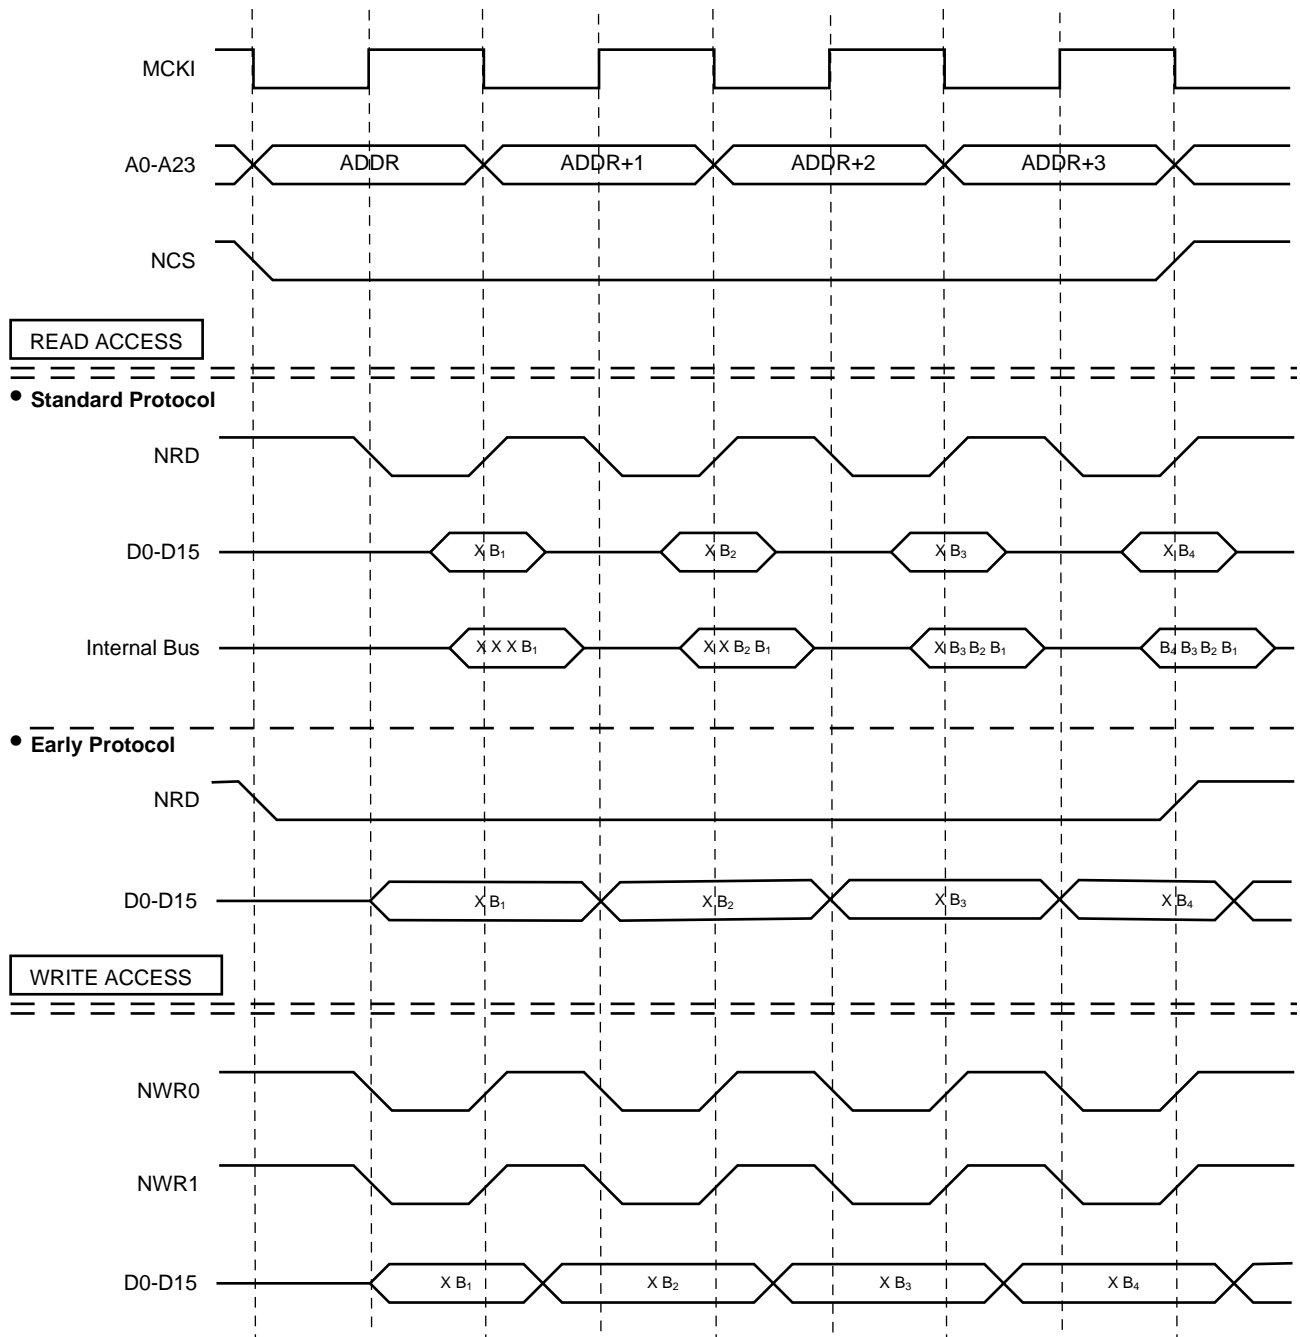 MCKI
A0-A23 ADDR ADDR+1 ADDR+2 ADDR+3
NCS
READ ACCESS
• Standard Protocol
NRD
D0-D15 X B1 X B2 X B3 X B4
Internal Bus X X X B1 X X B2 B1 X B3 B2 B1 B4 B3 B2 B1
• Early Protocol
NRD
D0-D15 X B1 X B2 X B3 X B4
WRITE ACCESS
NWR0
NWR1
D0-D15 X B1 X B2 X B3 X B4